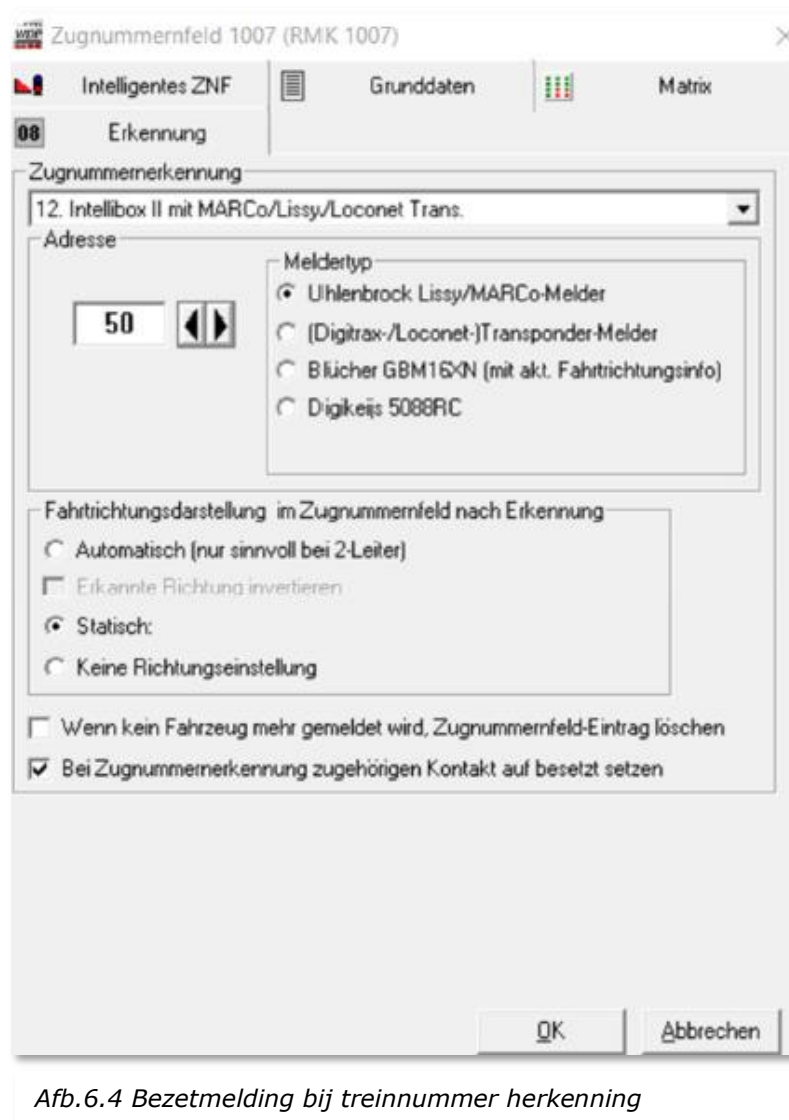 WDP Zugnummernfeld 1007 (RMK 1007)
Intelligentes ZNF Grunddaten Matrix
08 Erkennung
Zugnummernerkennung
12. Intellibox II mit MARCo/Lissy/Loconet Trans.
Adresse
Meldertyp
50
Uhlenbrock Lissy/MARCo-Melder
(Digitrax-/Loconet-)Transponder-Melder
Blücher GBM16XN (mit akt. Fahrtrichtungsinfo)
Digikeijs 5088RC
Fahrtrichtungsdarstellung im Zugnummernfeld nach Erkennung
Automatisch (nur sinnvoll bei 2-Leiter)
Erkannte Richtung invertieren
Statisch:
Keine Richtungseinstellung
Wenn kein Fahrzeug mehr gemeldet wird, Zugnummernfeld-Eintrag löschen
Bei Zugnummernerkennung zugehörigen Kontakt auf besetzt setzen
OK Abbrechen
Afb.6.4 Bezetmelding bij treinnummer herkenning